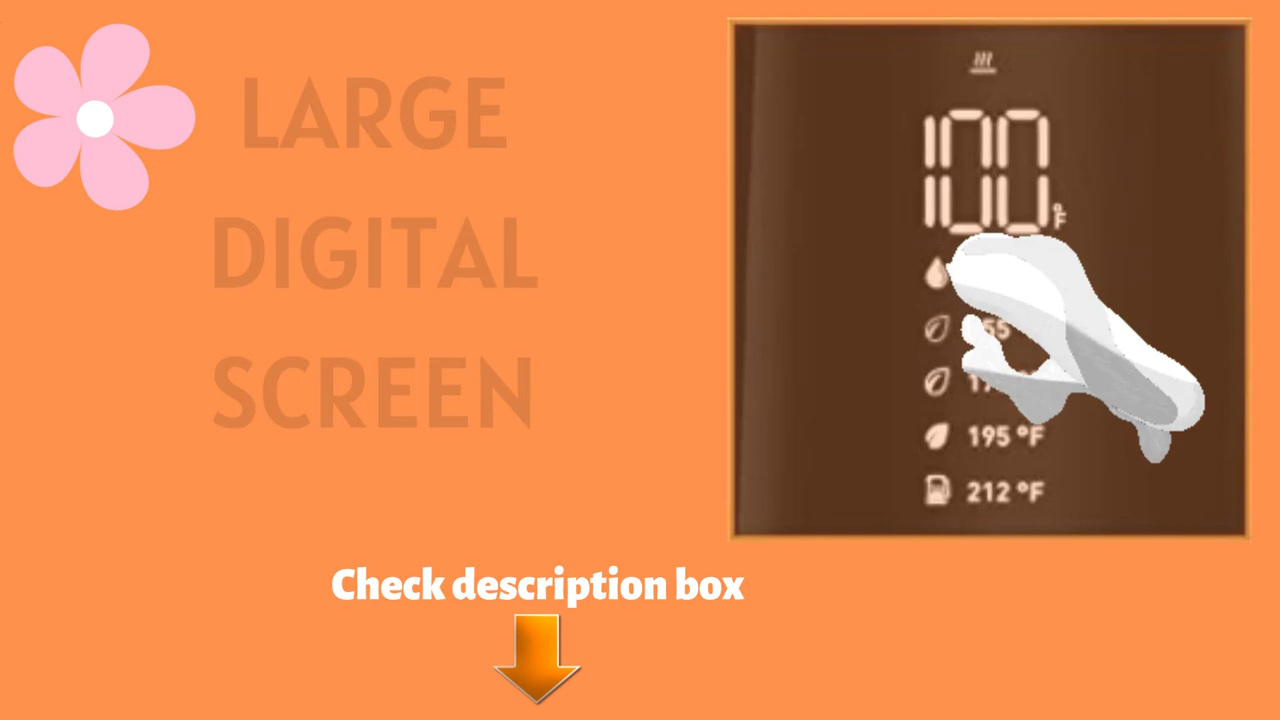 LARGE
DIGITAL
SCREEN
100 °F
195 °F
212 °F
Check description box